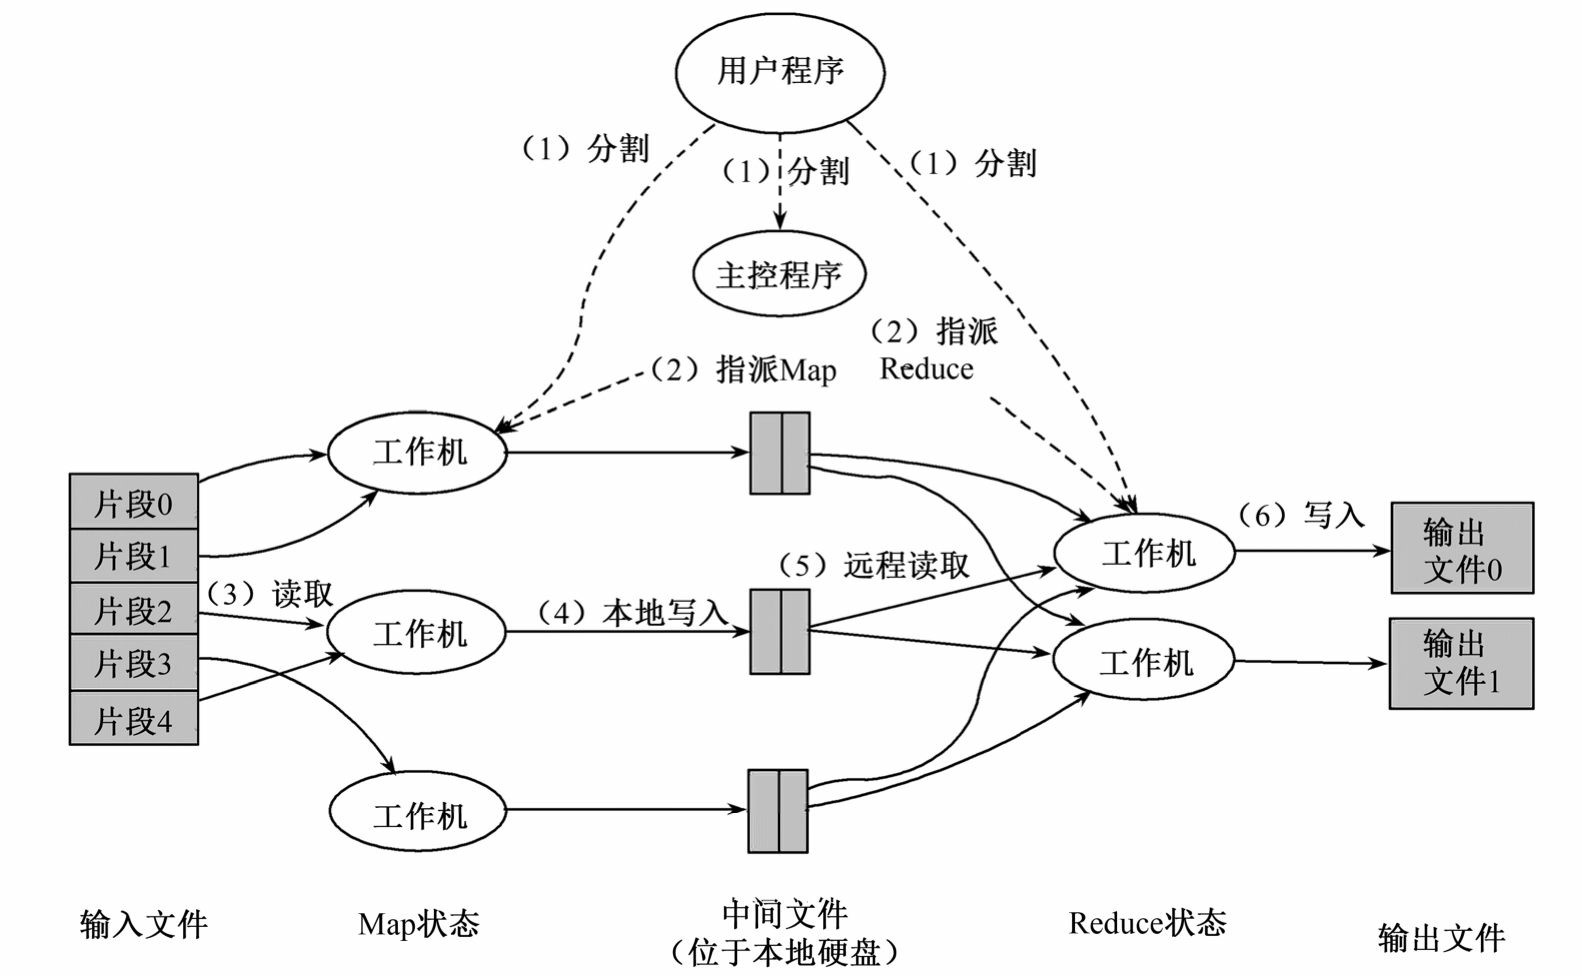 用户程序
（1）分割
（1）分割
（1）分割
主控程序
（2）指派Map
（2）指派
Reduce
片段0
片段1
片段2
片段3
片段4
（3）读取
工作机
工作机
工作机
（4）本地写入
（5）远程读取
工作机
工作机
（6）写入
输出
文件0
输出
文件1
输入文件
Map状态
中间文件
（位于本地硬盘）
Reduce状态
输出文件